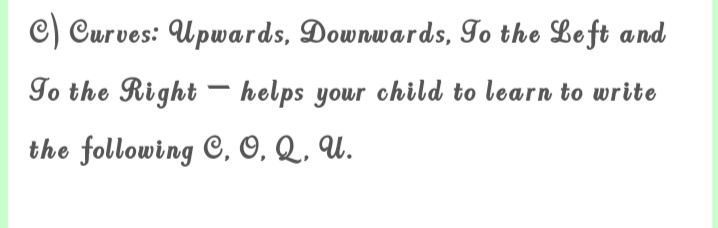 C) Curves: Upwards, Downwards, To the Left and
To the Right – helps your child to learn to write
the following C, O, Q, U.